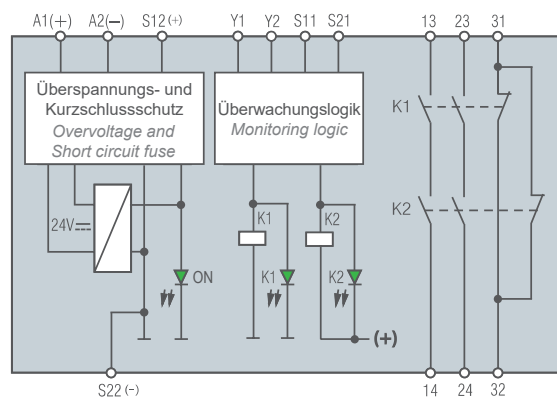 A1(+) A2(−) S12(+) Y1 Y2 S11 S21 13 23 31
Überspannungs- und
Kurzschlussschutz
Overvoltage and
Short circuit fuse
Überwachungslogik
Monitoring logic
K1
K2
24V
K1
K2
ON
K1
K2
(+)
S22(−)
14 24 32